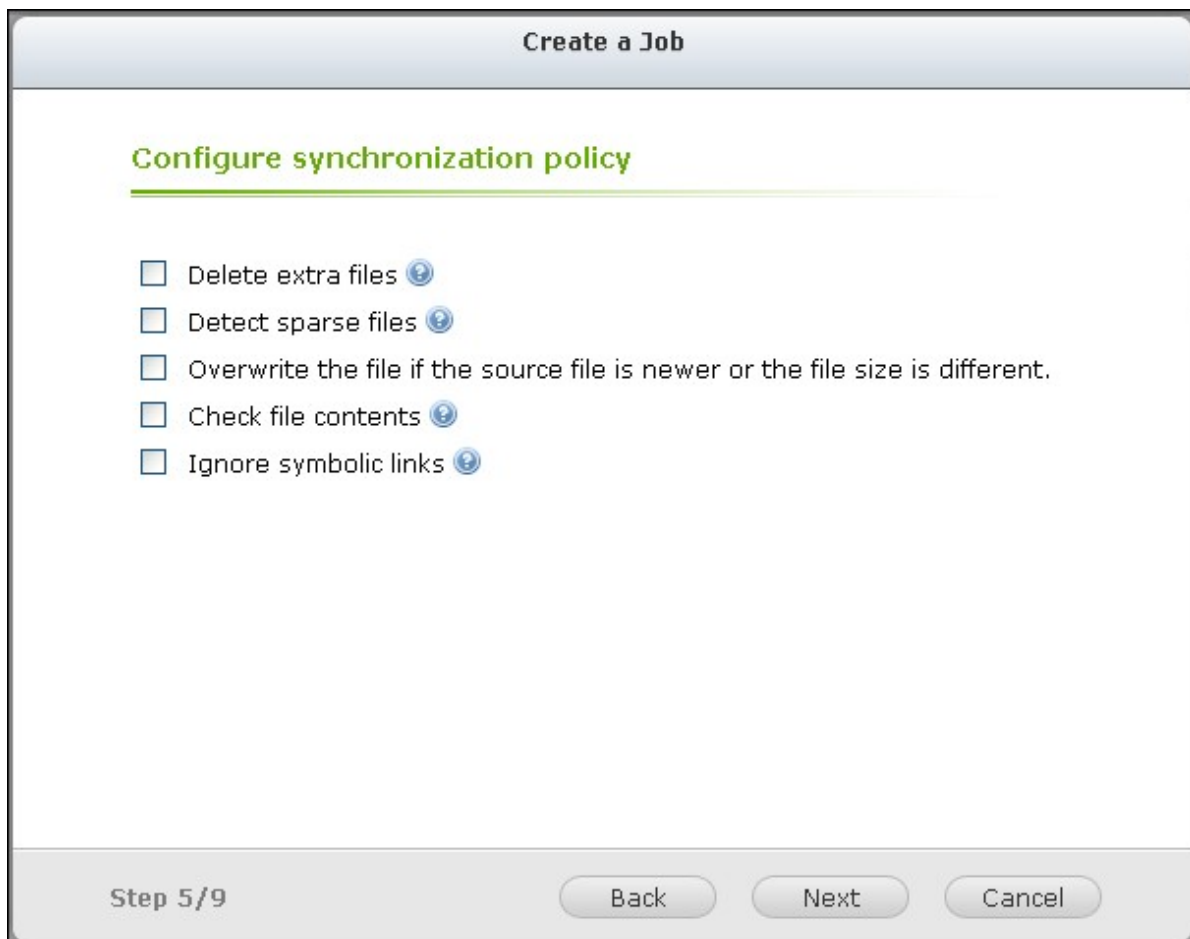 Create a Job
Configure synchronization policy
Delete extra files
Detect sparse files
Overwrite the file if the source file is newer or the file size is different.
Check file contents
Ignore symbolic links
Step 5/9
Back
Next
Cancel